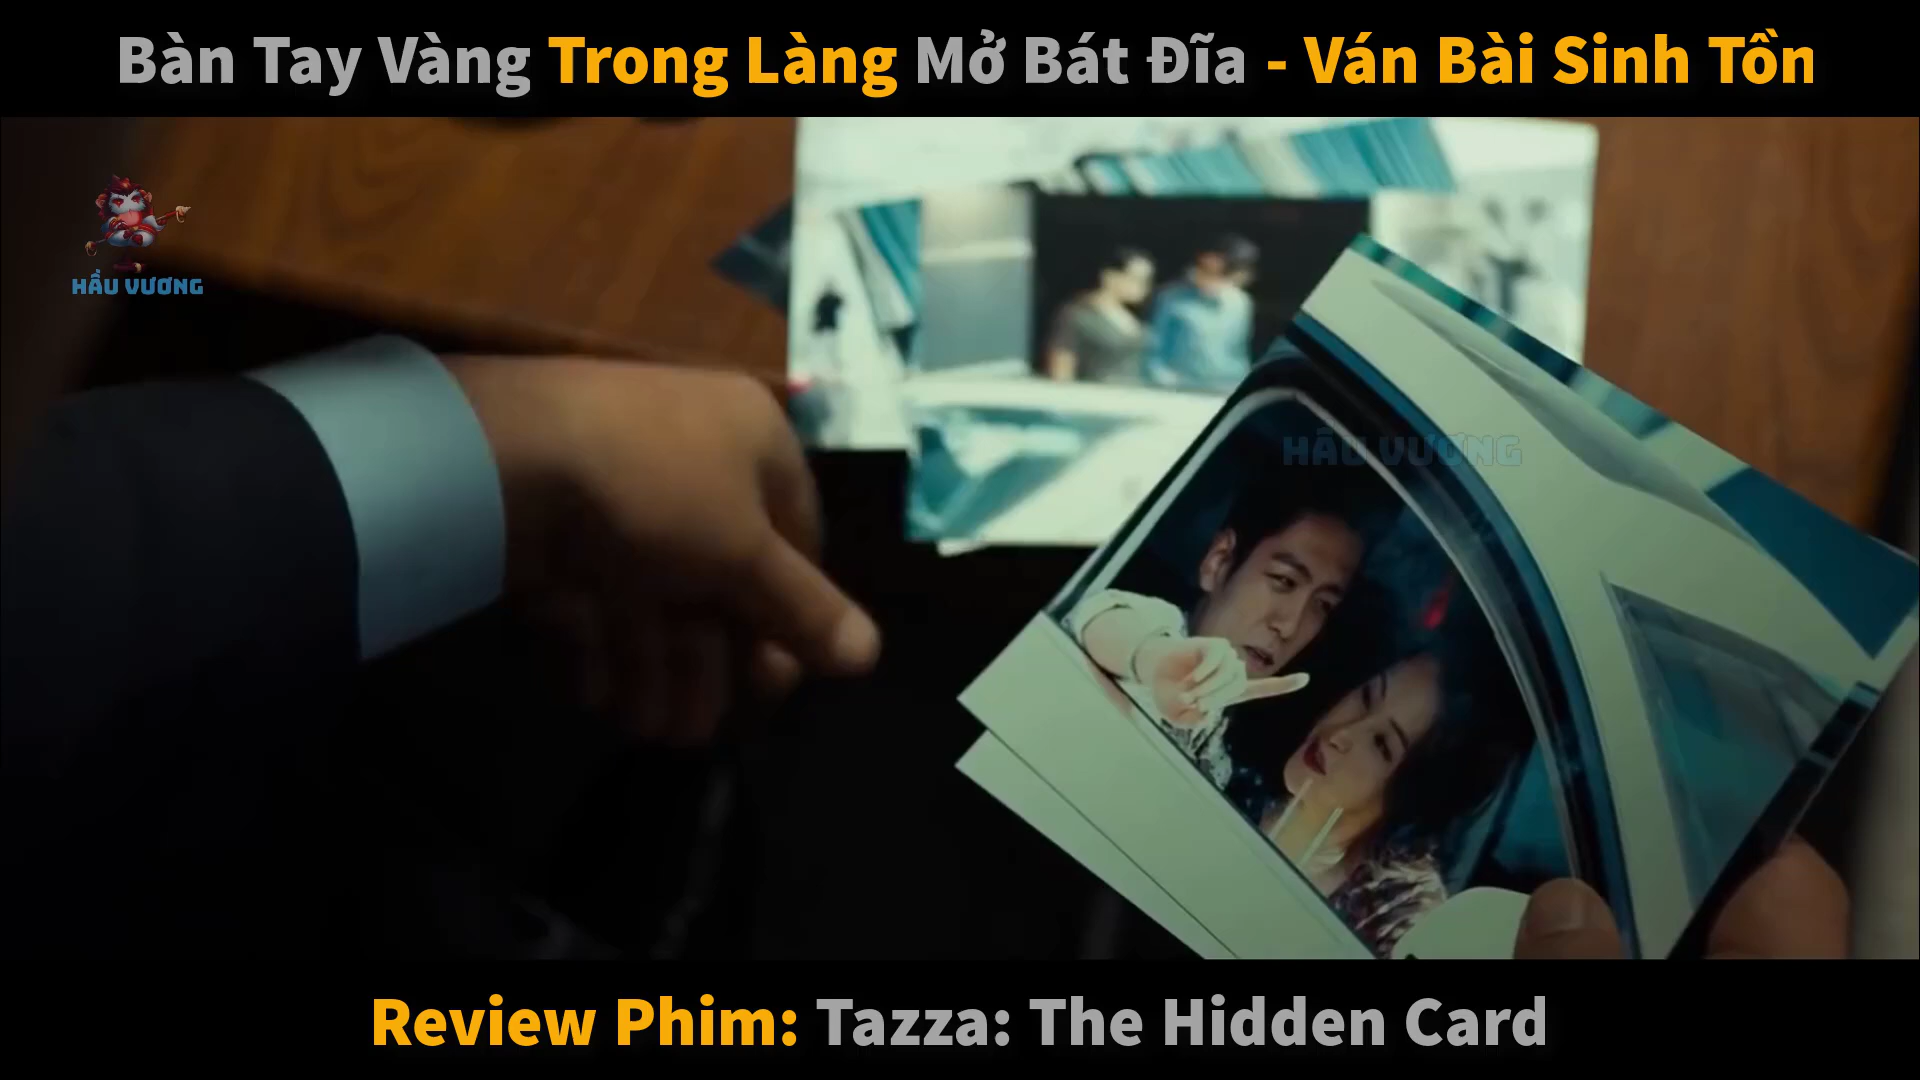 Bàn Tay Vàng Trong Làng Mở Bát Đĩa - Ván Bài Sinh Tồn
HẦU VƯƠNG
HẦU VƯƠNG
Review Phim: Tazza: The Hidden Card